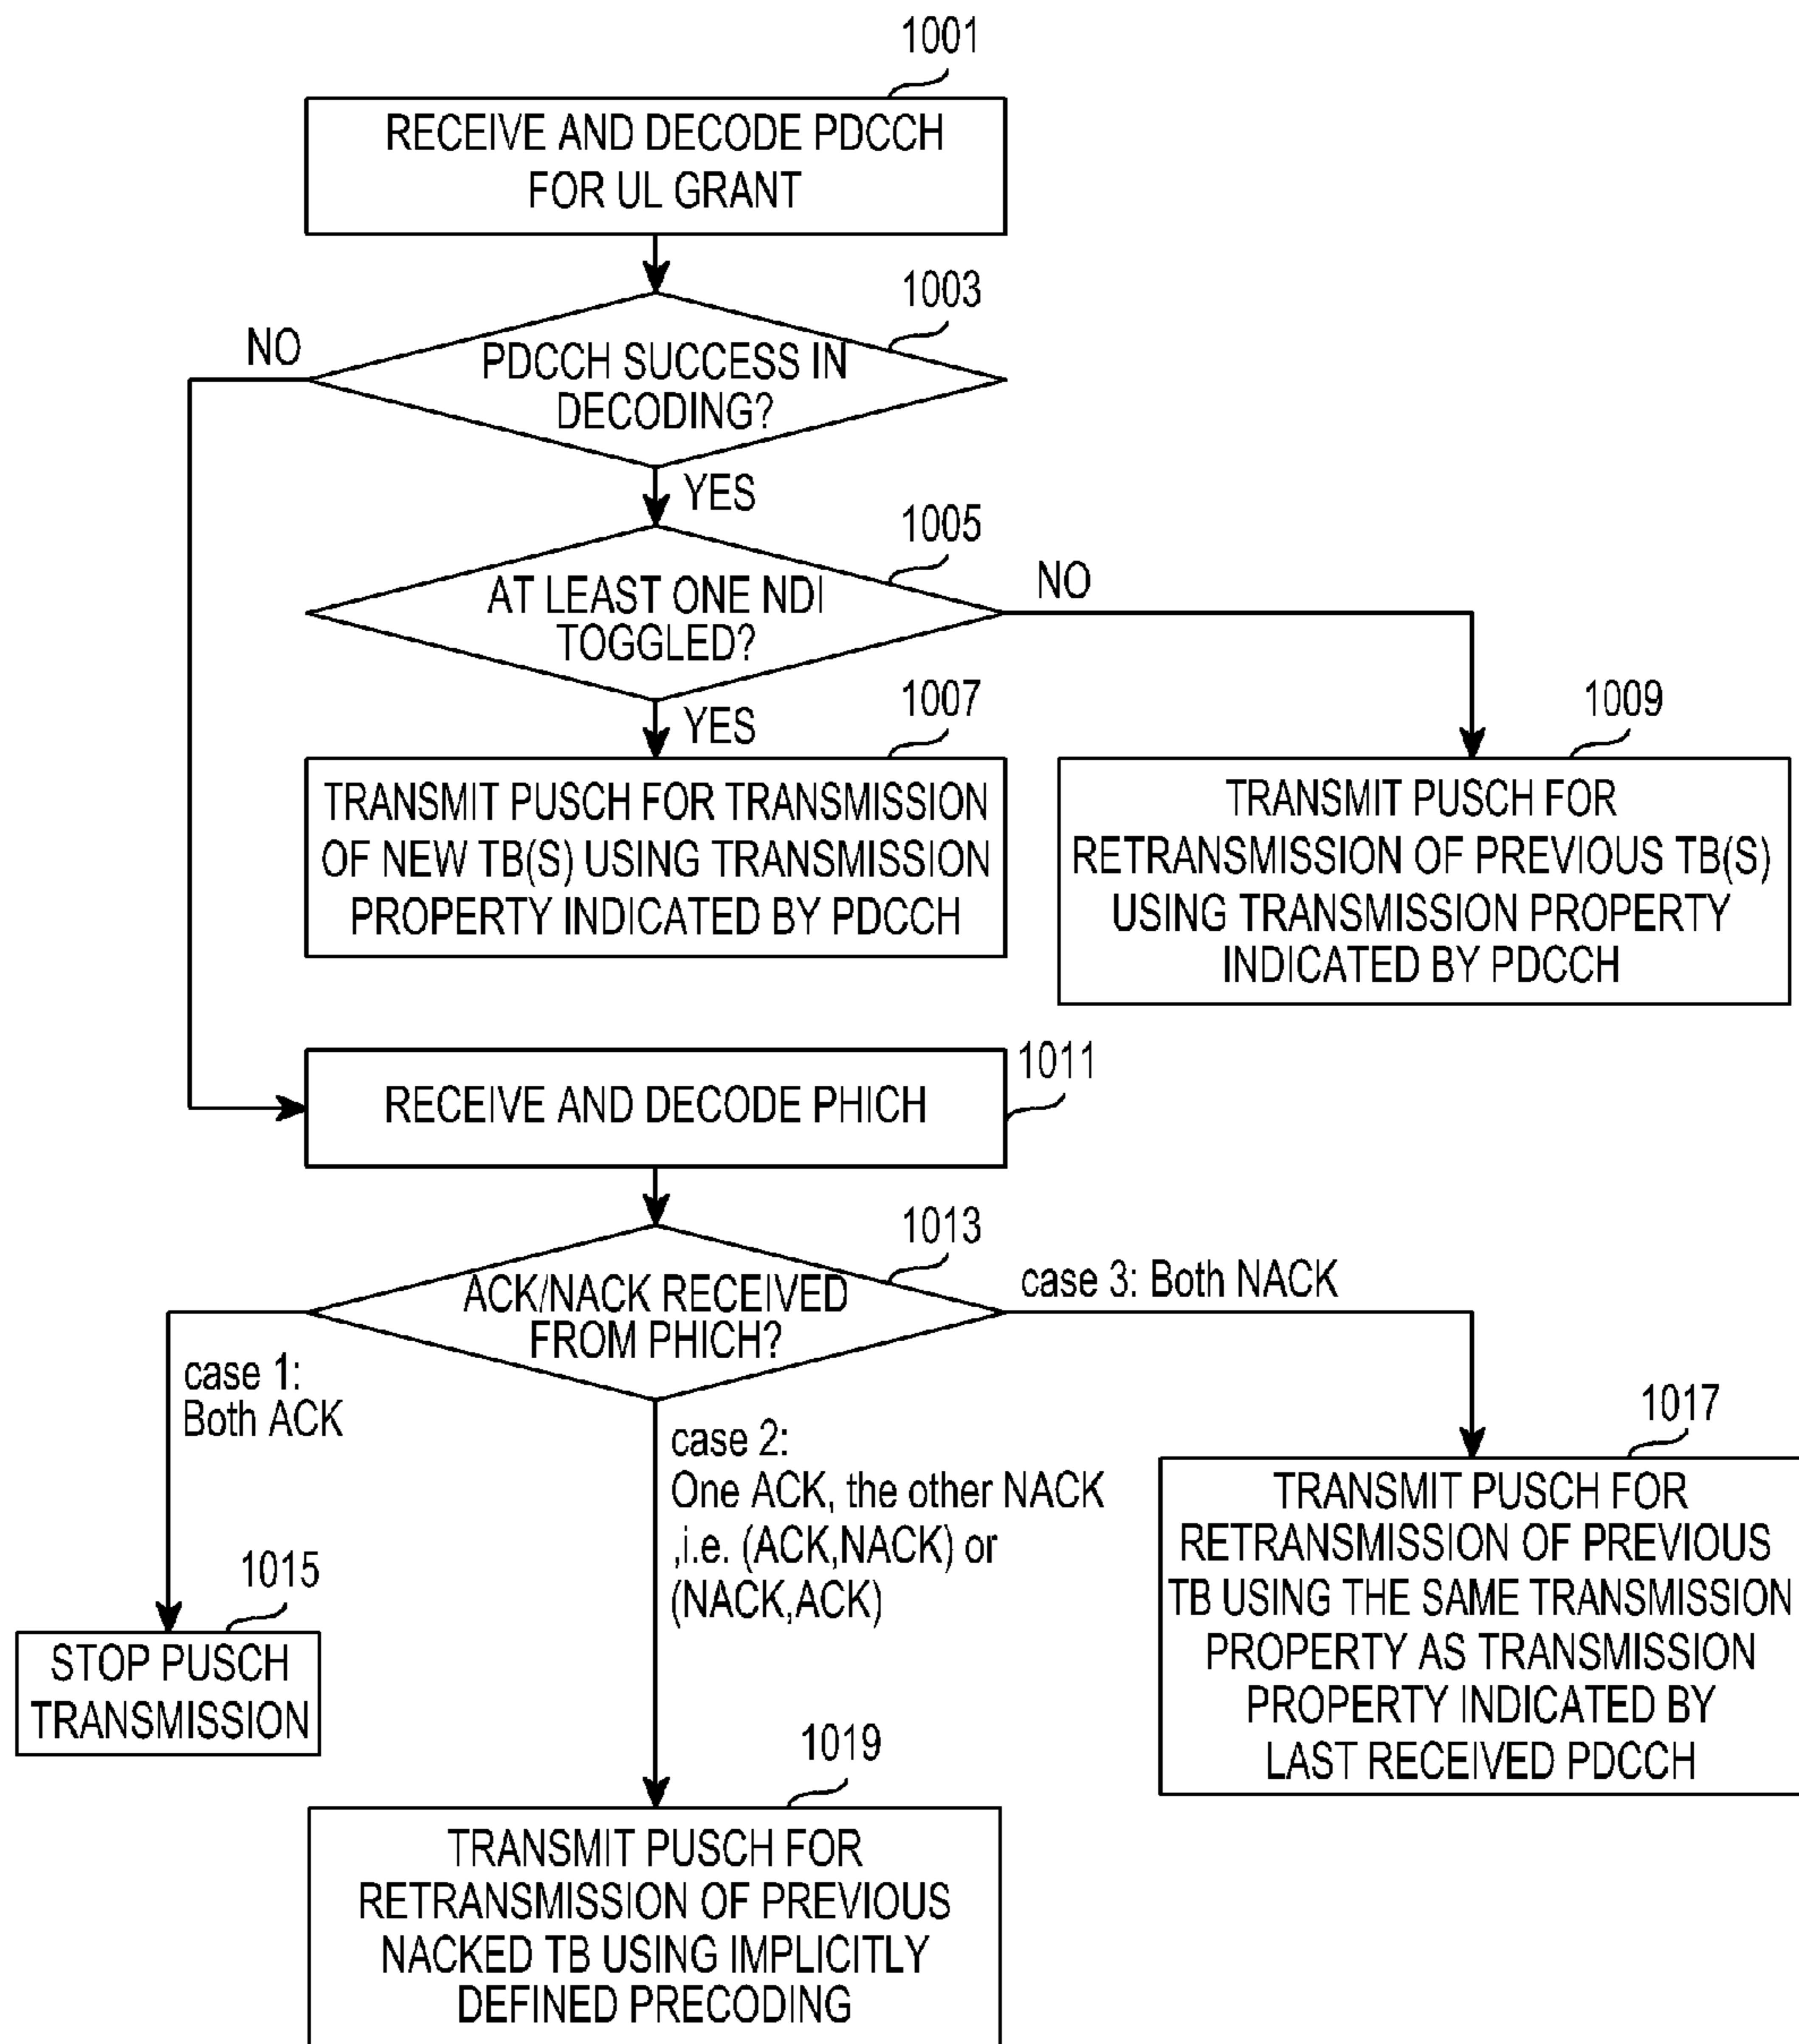 1001
RECEIVE AND DECODE PDCCH
FOR UL GRANT
1003
NO
PDCCH SUCCESS IN
DECODING?
YES
1005
AT LEAST ONE NDI
TOGGLED?
NO
YES
1007
1009
TRANSMIT PUSCH FOR TRANSMISSION
OF NEW TB(S) USING TRANSMISSION
PROPERTY INDICATED BY PDCCH
TRANSMIT PUSCH FOR
RETRANSMISSION OF PREVIOUS TB(S)
USING TRANSMISSION PROPERTY
INDICATED BY PDCCH
1011
RECEIVE AND DECODE PHICH
1013
ACK/NACK RECEIVED
FROM PHICH?
case 3: Both NACK
case 1:
Both ACK
case 2:
One ACK, the other NACK
,i.e. (ACK,NACK) or
(NACK,ACK)
1017
TRANSMIT PUSCH FOR
RETRANSMISSION OF PREVIOUS
TB USING THE SAME TRANSMISSION
PROPERTY AS TRANSMISSION
PROPERTY INDICATED BY
LAST RECEIVED PDCCH
1015
STOP PUSCH
TRANSMISSION
1019
TRANSMIT PUSCH FOR
RETRANSMISSION OF PREVIOUS
NACKED TB USING IMPLICITLY
DEFINED PRECODING